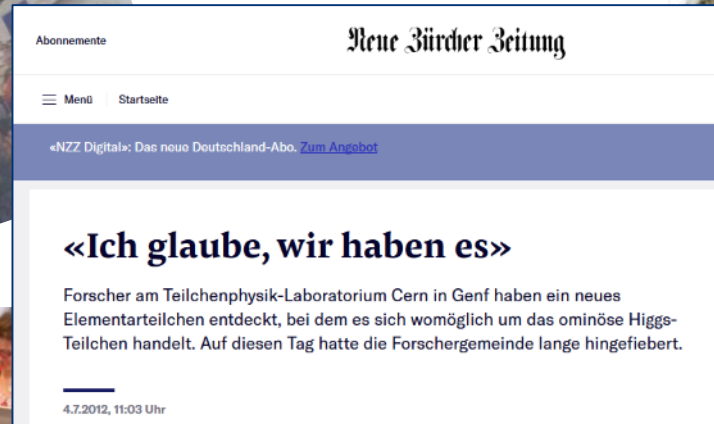 Abonnemente
Neue Zürcher Zeitung
Menü Startseite
«NZZ Digital»: Das neue Deutschland-Abo. Zum Angebot
«Ich glaube, wir haben es»
Forscher am Teilchenphysik-Laboratorium Cern in Genf haben ein neues
Elementarteilchen entdeckt, bei dem es sich womöglich um das ominöse Higgs-
Teilchen handelt. Auf diesen Tag hatte die Forschergemeinde lange hingefiebert.
4.7.2012, 11:03 Uhr